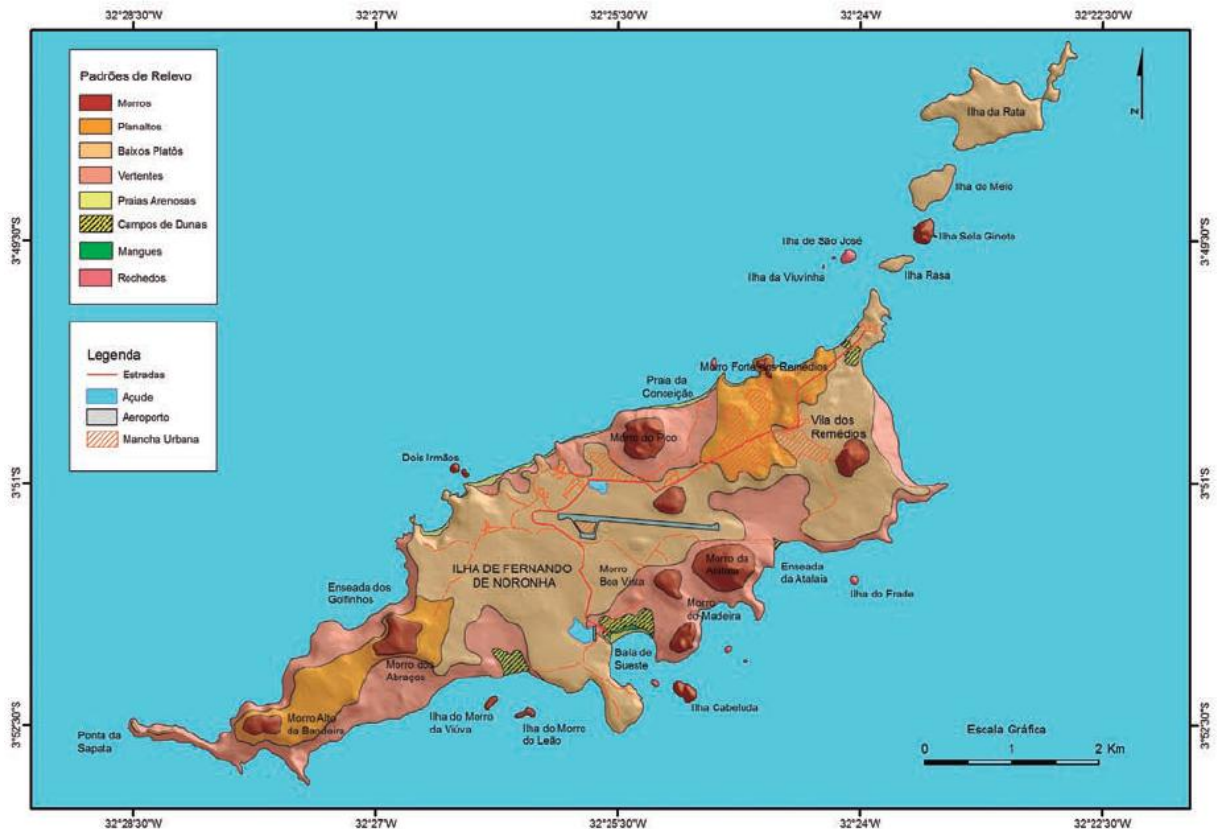 32°28'30"W
32°27'W
32°25'30"W
32°24'W
32°22'30"W
Padrões de Relevo
Morros
Planaltos
Baixos Platôs
Vertentes
Praias Arenosas
Campos de Dunas
Mangues
Rochedos
Legenda
Estradas
Açude
Aeroporto
Mancha Urbana
N
Ilha da Rata
Ilha do Meio
Ilha Sela Gineta
Ilha de São José
Ilha da Viuvinha
Ilha Rasa
3°49'30"S
3°49'30"S
Morro Forte dos Remédios
Praia da
Conceição
Vila dos
Remédios
Morro do Pico
Dois Irmãos
3°51'S
3°51'S
ILHA DE FERNANDO
DE NORONHA
Morro
Boa Vista
Morro da
Atalaia
Enseada
da Atalaia
Ilha do Frade
Enseada dos
Golfinhos
Morro
do Madeira
Morro dos
Abraços
Baía de
Sueste
Ilha Cabeluda
Morro Alto
da Bandeira
Ilha do Morro
da Viúva
Ilha do Morro
do Leão
Ponta da
Sapata
3°52'30"S
3°52'30"S
Escala Gráfica
0 1 2 Km
32°28'30"W
32°27'W
32°25'30"W
32°24'W
32°22'30"W